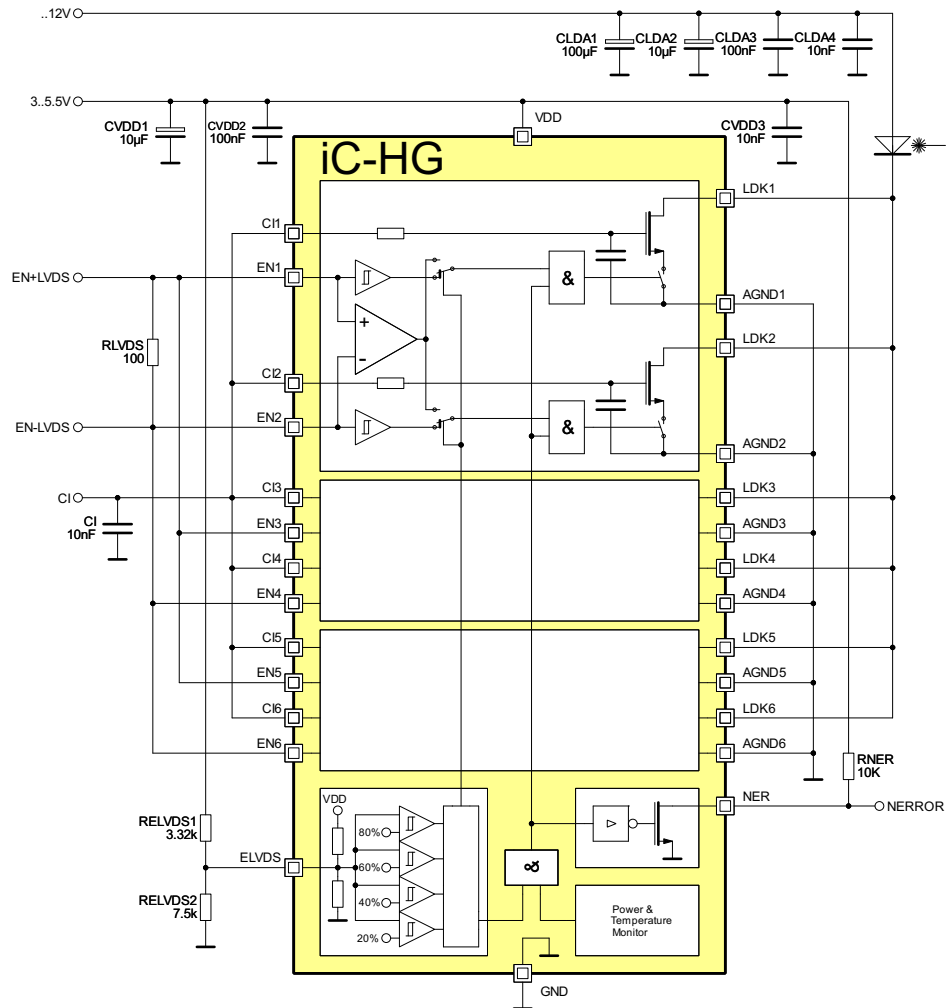 ..12V
CLDA1
100µF
CLDA2
10µF
CLDA3
100nF
CLDA4
10nF
3..5.5V
CVDD1
10µF
CVDD2
100nF
VDD
CVDD3
10nF
iC-HG
LDK1
CI1
EN+LVDS
EN1
&
AGND1
RLVDS
100
+
-
LDK2
CI2
EN-LVDS
EN2
&
AGND2
CI
CI
10nF
CI3
LDK3
EN3
AGND3
CI4
LDK4
EN4
AGND4
CI5
LDK5
EN5
AGND5
CI6
LDK6
EN6
AGND6
RNER
10K
NER
NERROR
VDD
RELVDS1
3.32k
80%
ELVDS
60%
&
RELVDS2
7.5k
40%
20%
Power &
Temperature
Monitor
GND